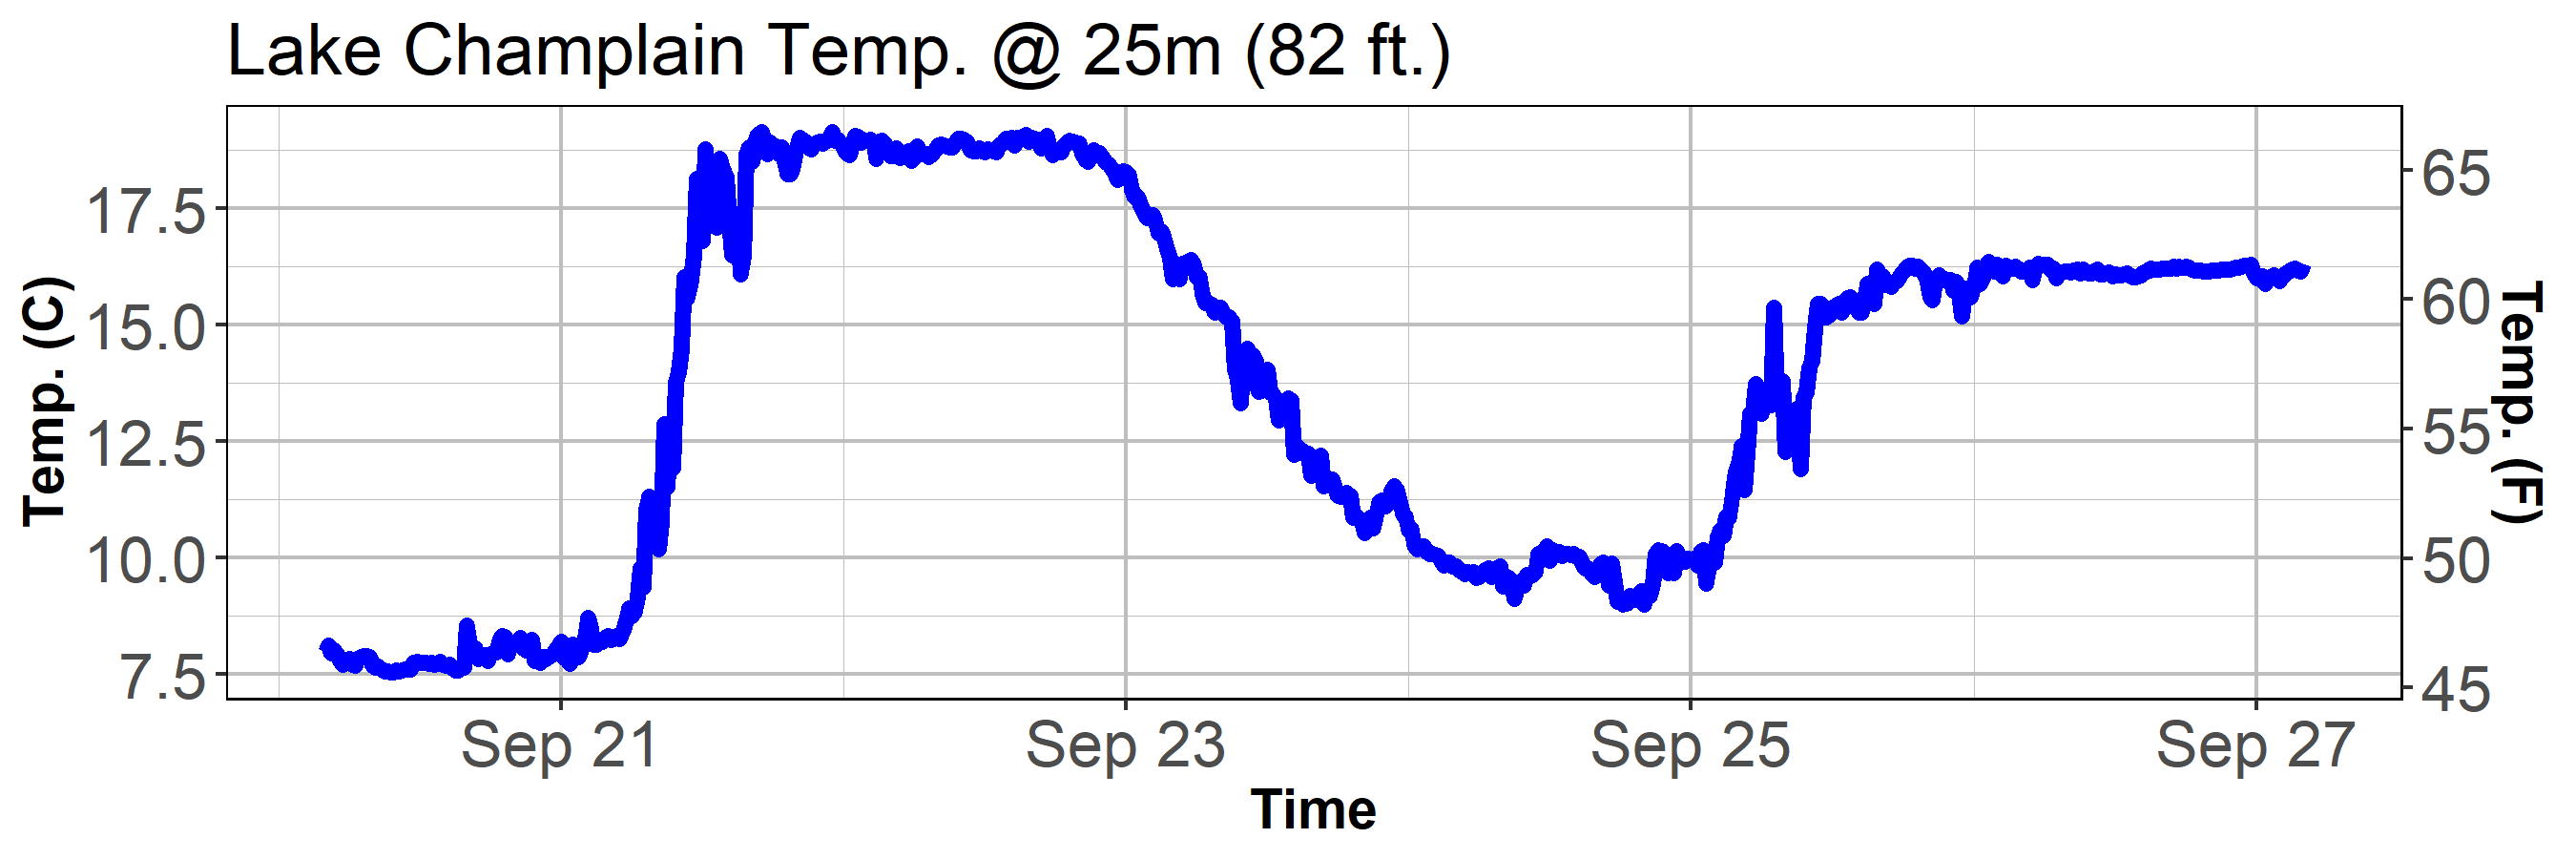 Lake Champlain Temp. @ 25m (82 ft.)
Temp. (C)
17.5
15.0
12.5
10.0
7.5
65
60
55
50
45
Temp. (F)
Sep 21 Sep 23 Sep 25 Sep 27
Time